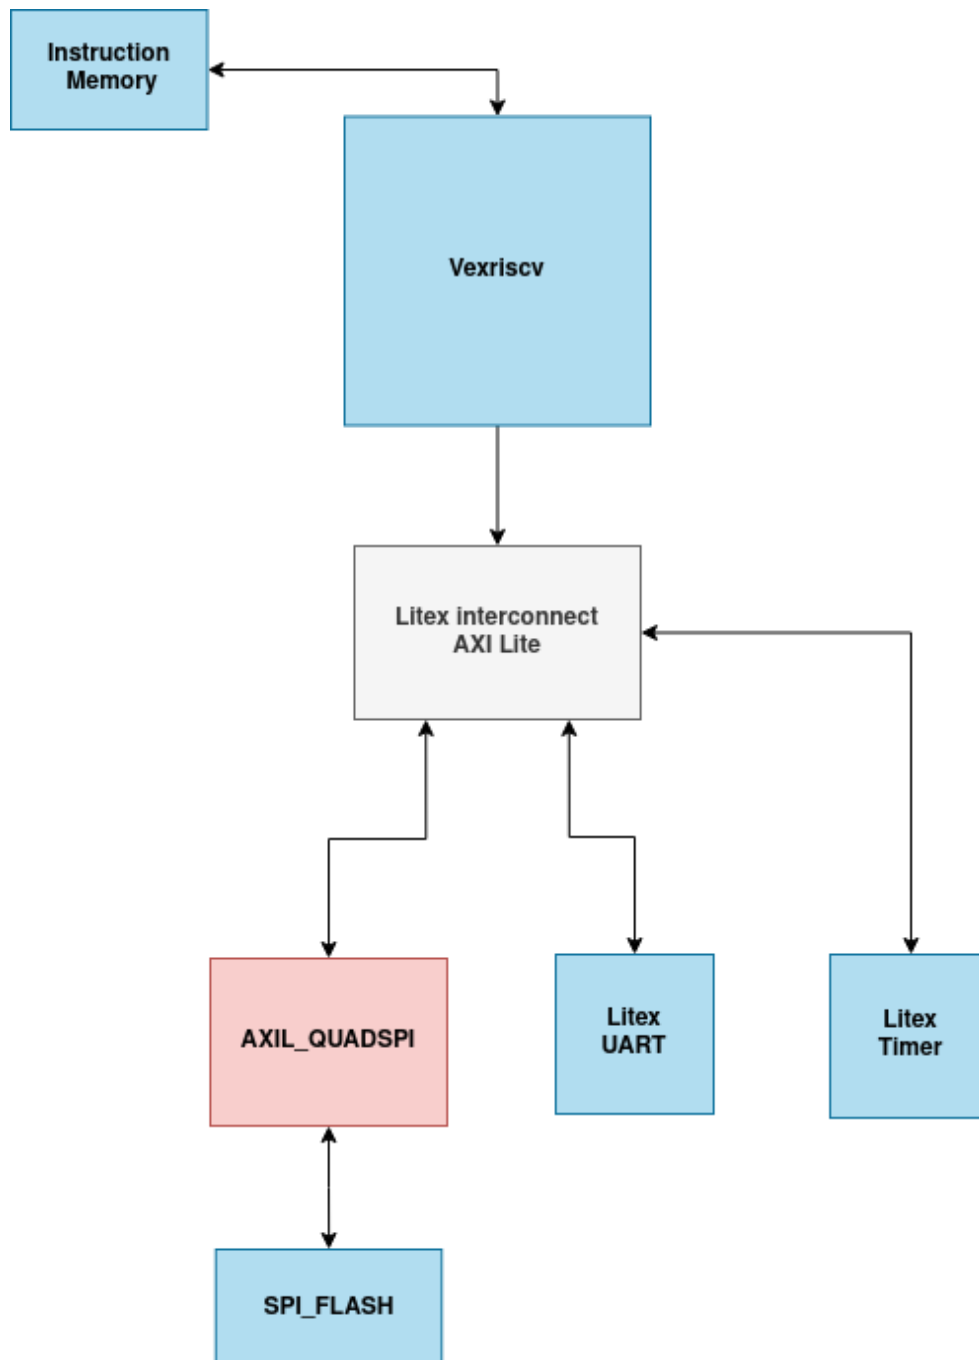 Instruction
Memory
Vexriscv
Litex interconnect
AXI Lite
AXIL_QUADSPI
Litex
UART
Litex
Timer
SPI_FLASH